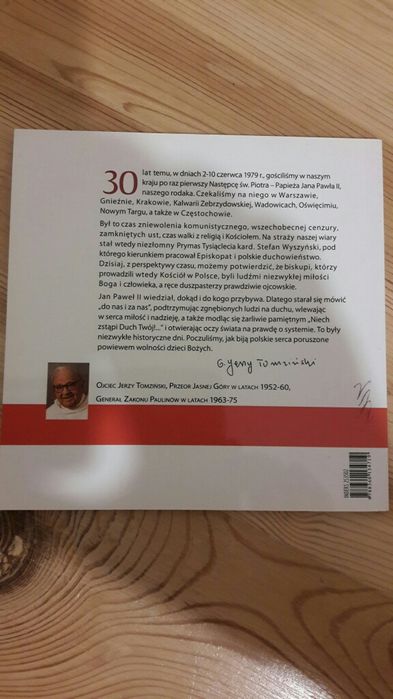 30 lat temu, w dniach 2-10 czerwca 1979 r., gościliśmy w naszym
kraju po raz pierwszy Następcę św. Piotra – Papieża Jana Pawła II,
naszego rodaka. Czekaliśmy na niego w Warszawie,
Gnieźnie, Krakowie, Kalwarii Zebrzydowskiej, Wadowicach, Oświęcimiu,
Nowym Targu, a także w Częstochowie.
Był to czas zniewolenia komunistycznego, wszechobecnej cenzury,
zamkniętych ust, czas walki z religią i Kościołem. Na straży naszej wiary
stał wtedy niezłomny Prymas Tysiąclecia kard. Stefan Wyszyński, pod
którego kierunkiem pracował Episkopat i polskie duchowieństwo.
Dzisiaj, z perspektywy czasu, możemy potwierdzić, że biskupi, którzy
prowadzili wtedy Kościół w Polsce, byli ludźmi niezwykłej miłości
Boga i człowieka, a ręce duszpasterzy prawdziwie ojcowskie.
Jan Paweł II wiedział, dokąd i do kogo przybywa. Dlatego starał się mówić
„do nas i za nas”, podtrzymując zgnębionych ludzi na duchu, wlewając
w serca miłość i nadzieję, a także modląc się żarliwie pamiętnym „Niech
zstąpi Duch Twój!...” i otwierając oczy świata na prawdę o systemie. To były
niezwykłe historyczne dni. Poczuliśmy, jak biją polskie serca poruszone
powiewem wolności dzieci Bożych.
O. Jerzy Tomziński
Ojciec Jerzy Tomziński, Przeor Jasnej Góry w latach 1952-60,
Generał Zakonu Paulinów w latach 1963-75